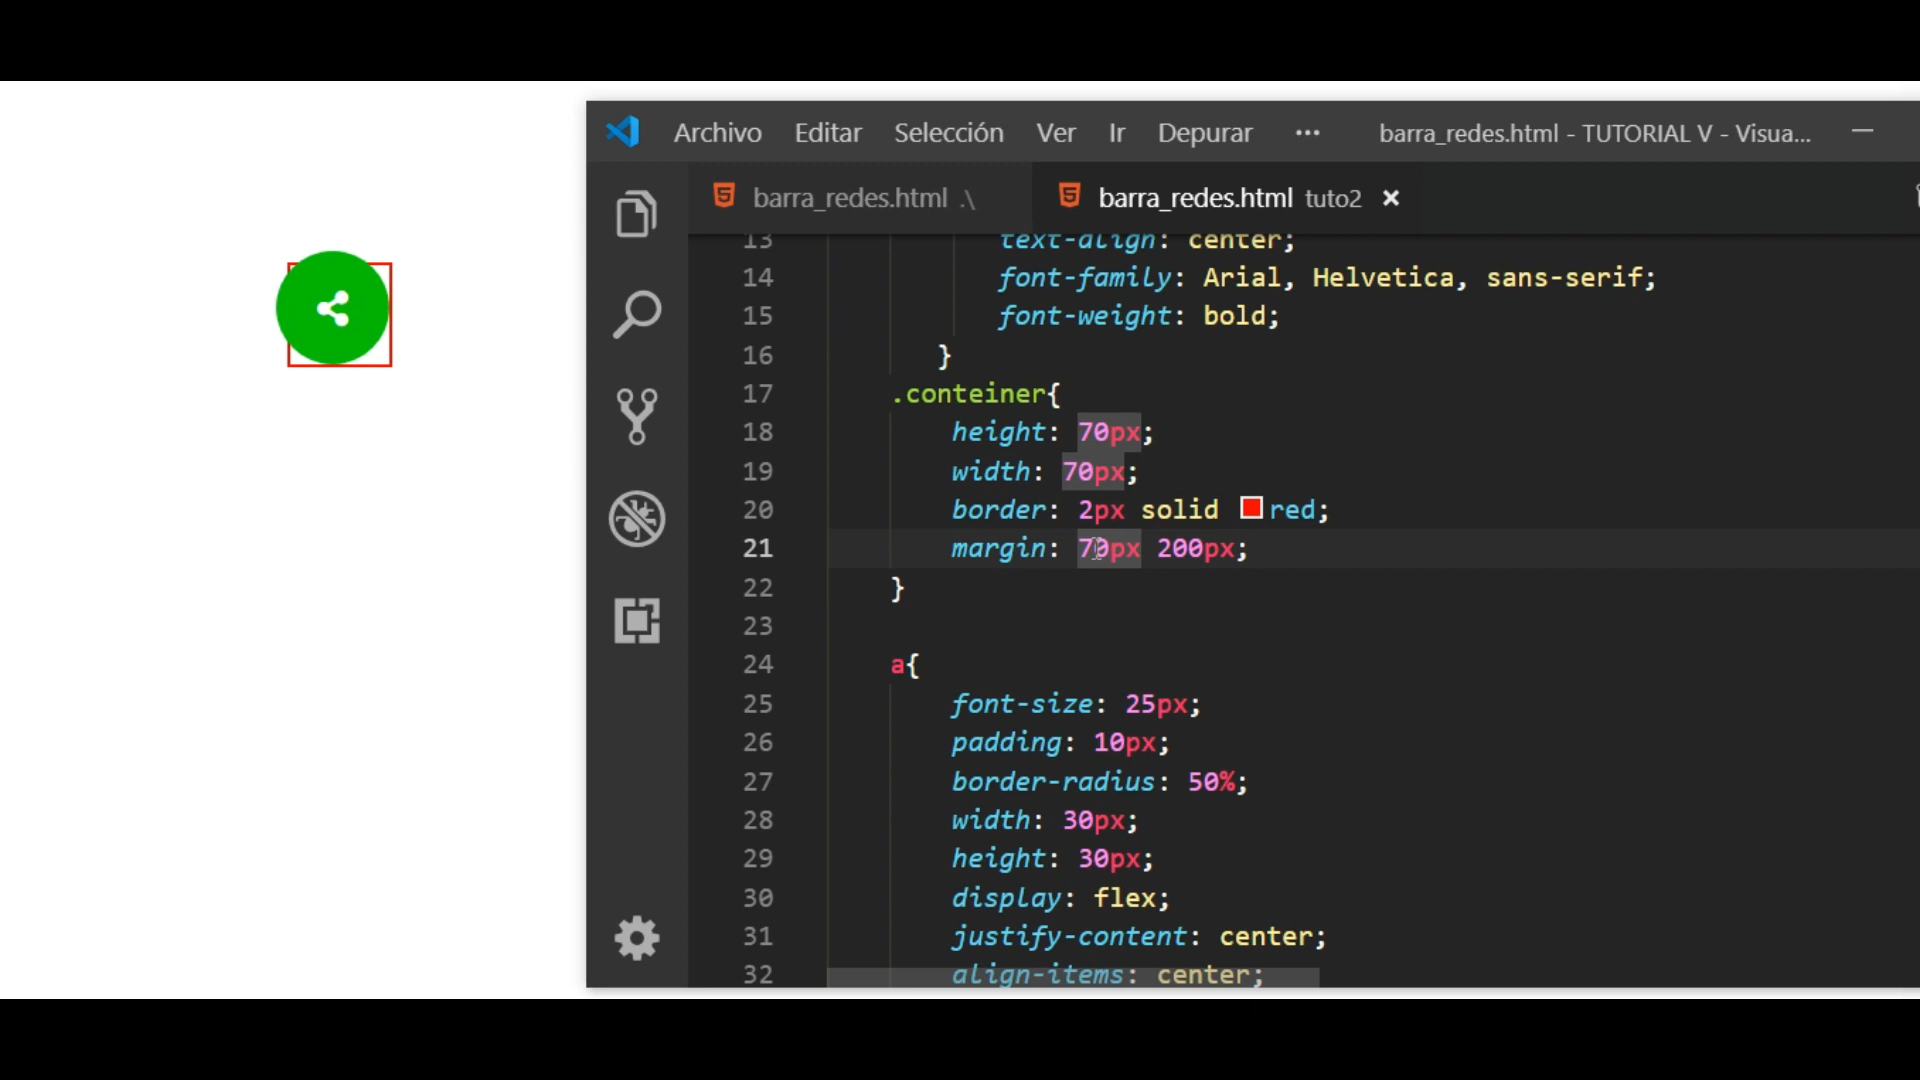 Archivo Editar Selección Ver Ir Depurar ··· barra_redes.html - TUTORIAL V - Visua...
barra_redes.html .\ barra_redes.html tuto2
13 text-align: center;
14 font-family: Arial, Helvetica, sans-serif;
15 font-weight: bold;
16 }
17 .conteiner{
18 height: 70px;
19 width: 70px;
20 border: 2px solid red;
21 margin: 70px 200px;
22 }
23
24 a{
25 font-size: 25px;
26 padding: 10px;
27 border-radius: 50%;
28 width: 30px;
29 height: 30px;
30 display: flex;
31 justify-content: center;
32 align-items: center;